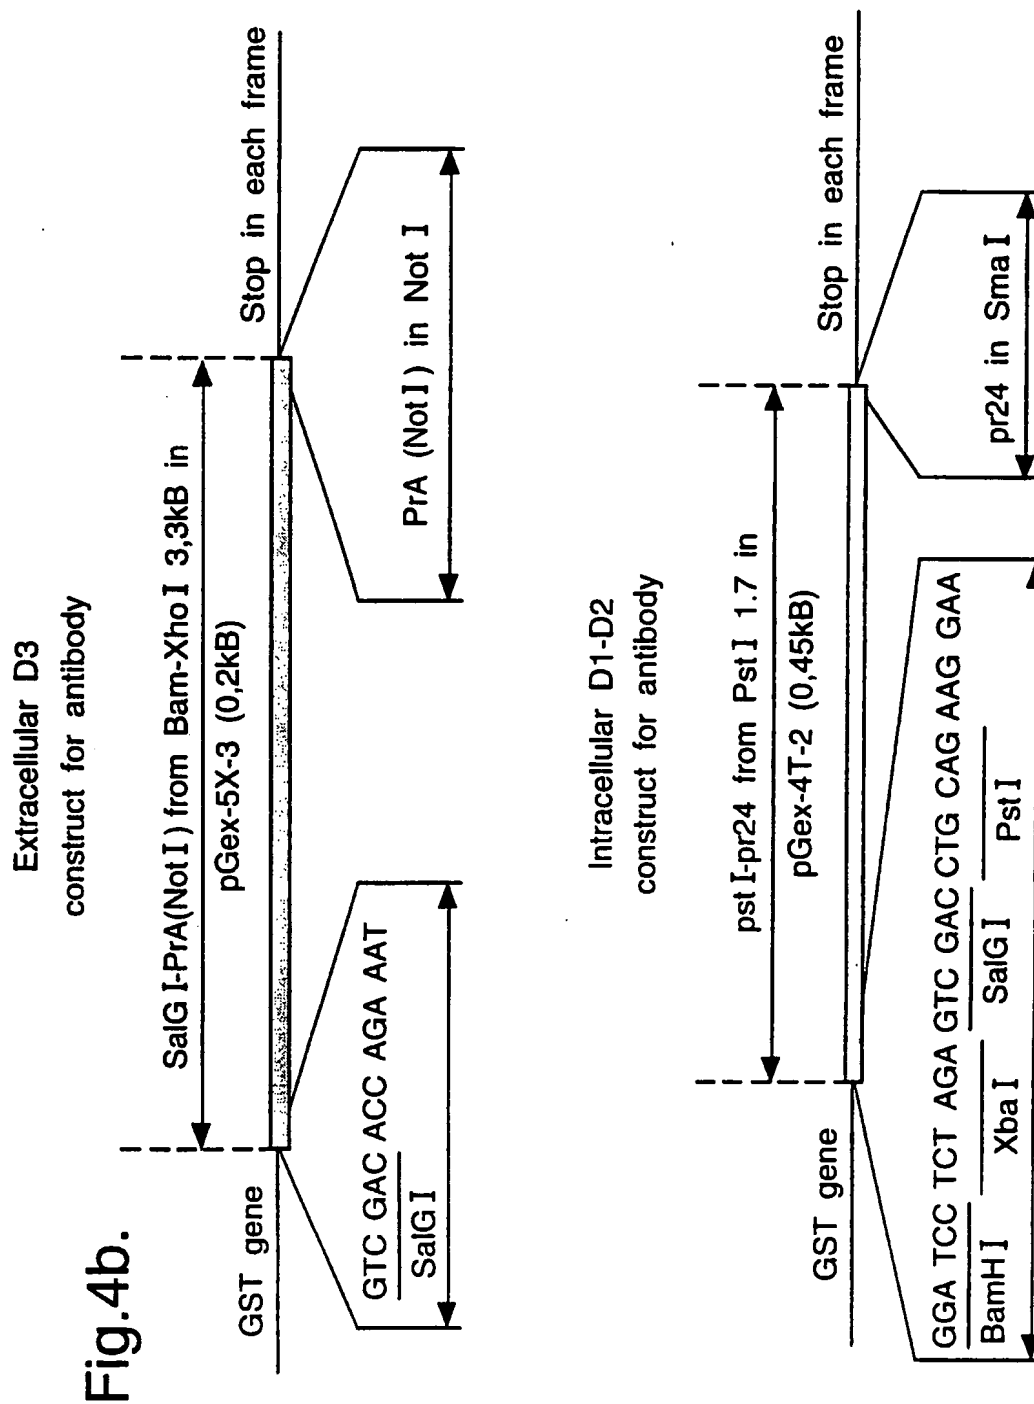 Fig.4b.
Extracellular D3
construct for antibody
SalG I-PrA(Not I) from Bam-Xho I 3,3kB in
pGex-5X-3 (0,2kB)
GST gene
Stop in each frame
GTC GAC ACC AGA AAT
SalG I
PrA (Not I) in Not I
Intracellular D1-D2
construct for antibody
pst I-pr24 from Pst I 1.7 in
pGex-4T-2 (0,45kB)
GST gene
Stop in each frame
GGA TCC TCT AGA GTC GAC CTG CAG AAG GAA
BamH I
Xba I
SalG I
Pst I
pr24 in Sma I